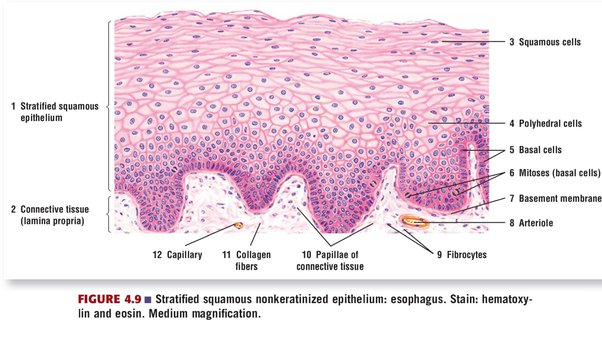 3 Squamous cells
1 Stratified squamous
epithelium
4 Polyhedral cells
5 Basal cells
6 Mitoses (basal cells)
7 Basement membrane
2 Connective tissue
(lamina propria)
8 Arteriole
12 Capillary
11 Collagen
fibers
10 Papillae of
connective tissue
9 Fibrocytes
FIGURE 4.9 ■ Stratified squamous nonkeratinized epithelium: esophagus. Stain: hematoxy-
lin and eosin. Medium magnification.